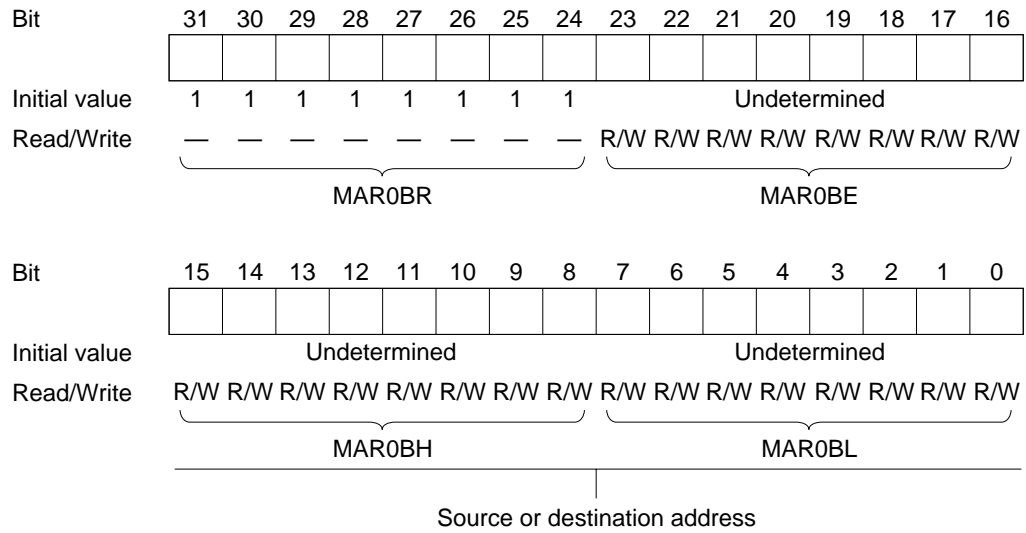 Bit 31 30 29 28 27 26 25 24 23 22 21 20 19 18 17 16
Initial value 1 1 1 1 1 1 1 1 Undetermined
Read/Write — — — — — — — — R/W R/W R/W R/W R/W R/W R/W R/W
MAR0BR MAR0BE
Bit 15 14 13 12 11 10 9 8 7 6 5 4 3 2 1 0
Initial value Undetermined Undetermined
Read/Write R/W R/W R/W R/W R/W R/W R/W R/W R/W R/W R/W R/W R/W R/W R/W R/W
MAR0BH MAR0BL
Source or destination address